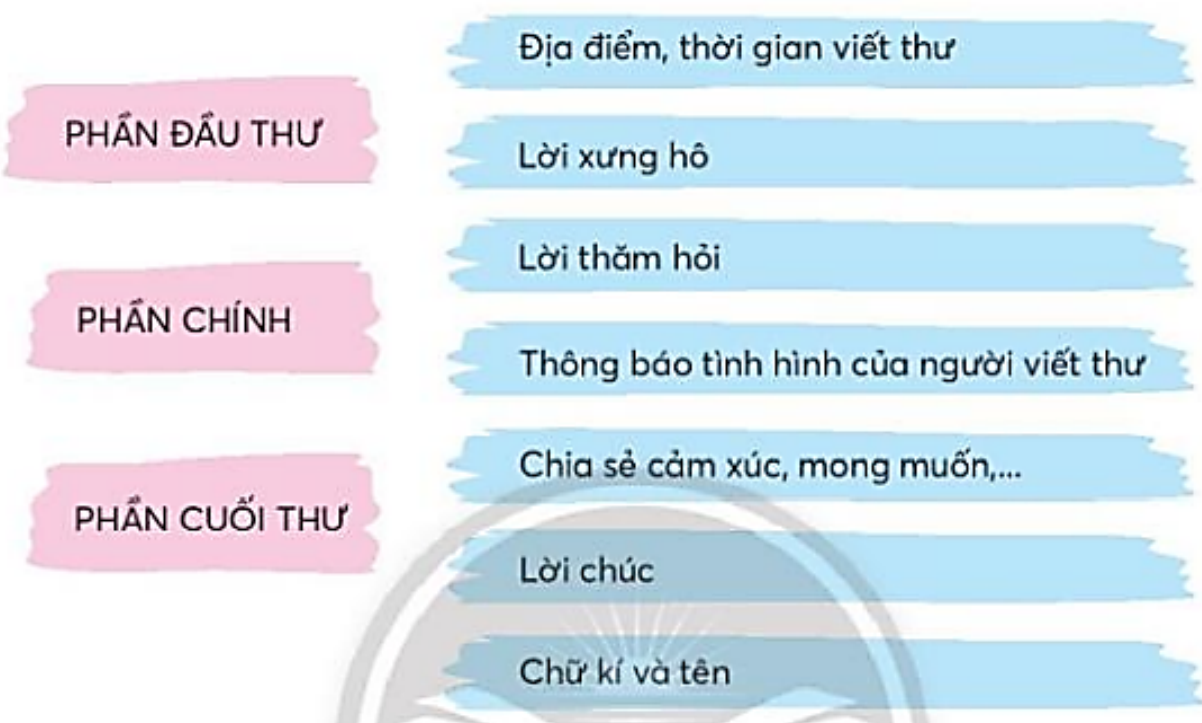 PHẦN ĐẦU THƯ
PHẦN CHÍNH
PHẦN CUỐI THƯ
Địa điểm, thời gian viết thư
Lời xưng hô
Lời thăm hỏi
Thông báo tình hình của người viết thư
Chia sẻ cảm xúc, mong muốn,...
Lời chúc
Chữ kí và tên